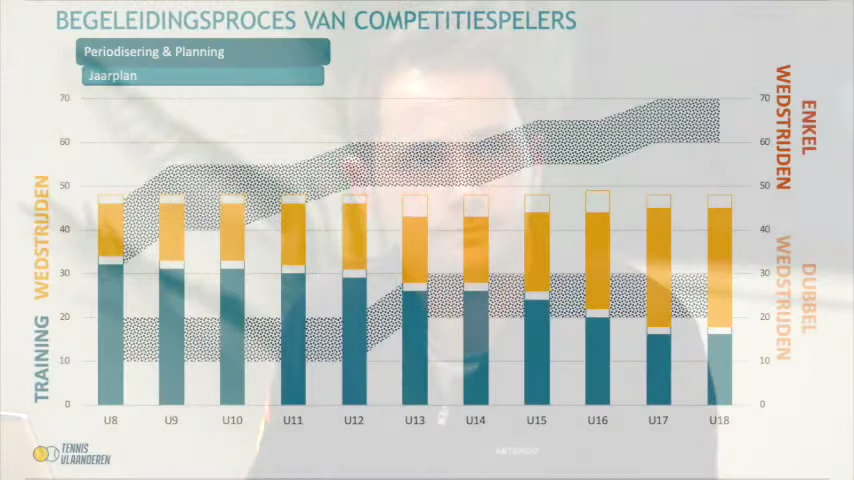 BEGELEIDINGSPROCES VAN COMPETITIESPELERS
Periodisering & Planning
Jaarplan
70
60
50
40
30
20
10
0
TRAINING WEDSTRIJDEN
70
60
50
40
30
20
10
0
ENKEL
WEDSTRIJDEN
DUBBEL
WEDSTRIJDEN
U8 U9 U10 U11 U12 U13 U14 U15 U16 U17 U18
TENNIS
VLAANDEREN